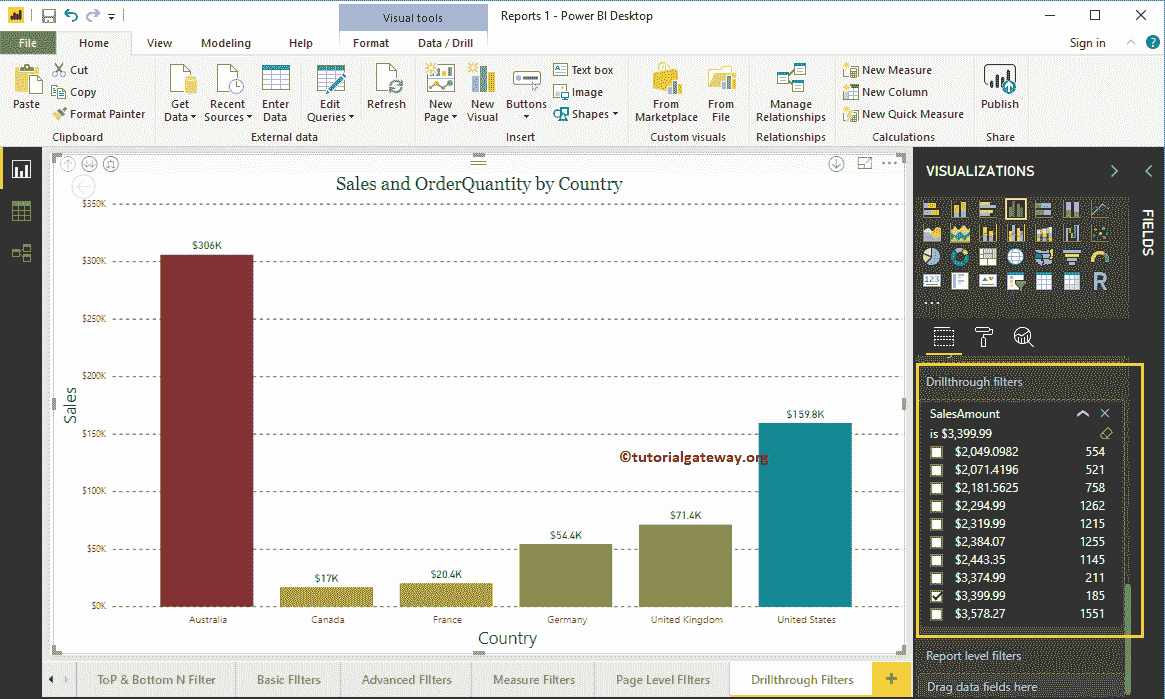 Visual tools
Reports 1 - Power BI Desktop
File
Home
View
Modeling
Help
Format
Data / Drill
Sign in
?
Paste
Cut
Copy
Format Painter
Clipboard
Get Data
Recent Sources
Enter Data
External data
Edit Queries
Refresh
New Page
New Visual
Buttons
Text box
Image
Shapes
Insert
From Marketplace
From File
Custom visuals
Manage Relationships
Relationships
New Measure
New Column
New Quick Measure
Calculations
Publish
Share
Sales and OrderQuantity by Country
$350K
$300K
$250K
$200K
$150K
$100K
$50K
$0K
Sales
$306K
$17K
$20.4K
$54.4K
$71.4K
$159.8K
©tutorialgateway.org
Australia
Canada
France
Germany
United Kingdom
United States
Country
VISUALIZATIONS
FIELDS
123
R
Drillthrough filters
SalesAmount
is $3,399.99
$2,049.0982 554
$2,071.4196 521
$2,181.5625 758
$2,294.99 1262
$2,319.99 1215
$2,384.07 1255
$2,443.35 1145
$3,374.99 211
$3,399.99 185
$3,578.27 1551
Report level filters
Drag data fields here
ToP & Bottom N Filter
Basic FIlters
Advanced FIlters
Measure Filters
Page Level FIlters
Drillthrough Filters
+